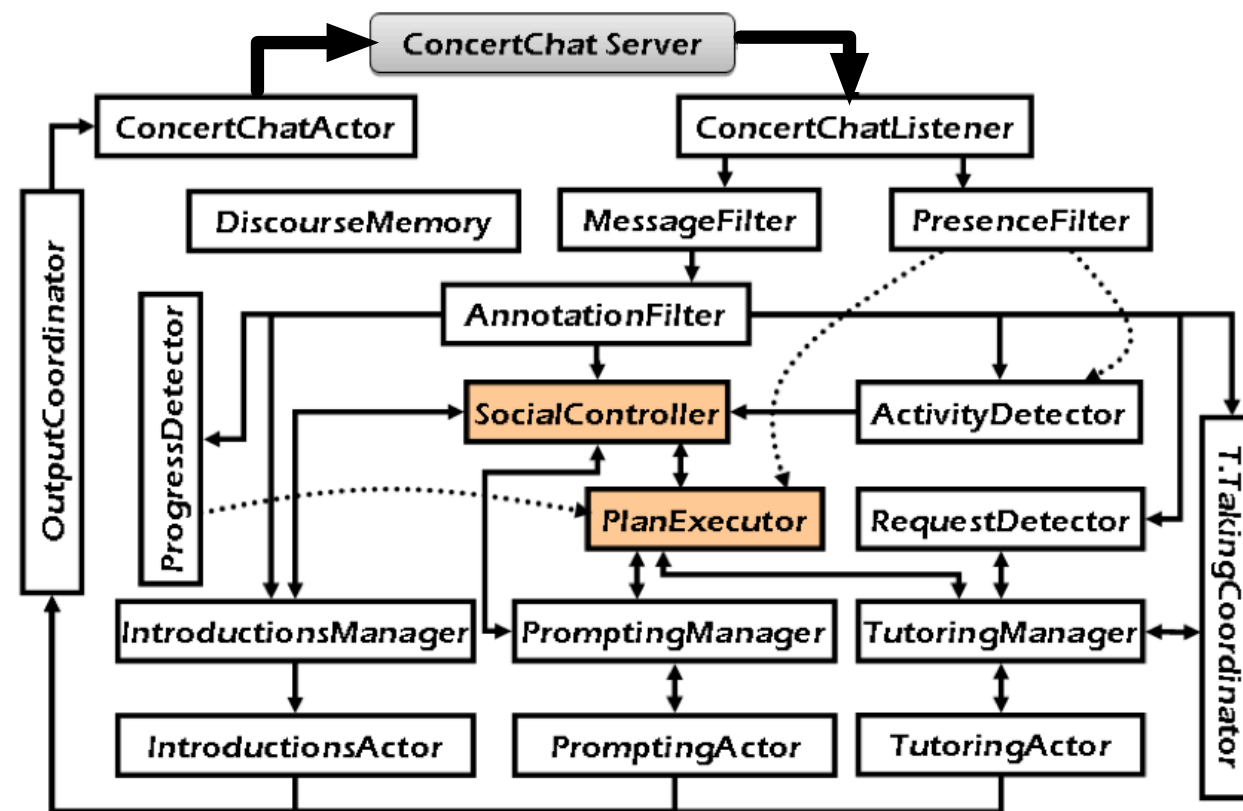 ConcertChat Server
ConcertChatActor
ConcertChatListener
DiscourseMemory
MessageFilter
PresenceFilter
OutputCoordinator
ProgressDetector
AnnotationFilter
SocialController
ActivityDetector
PlanExecutor
RequestDetector
T.TakingCoordinator
IntroductionsManager
PromptingManager
TutoringManager
IntroductionsActor
PromptingActor
TutoringActor